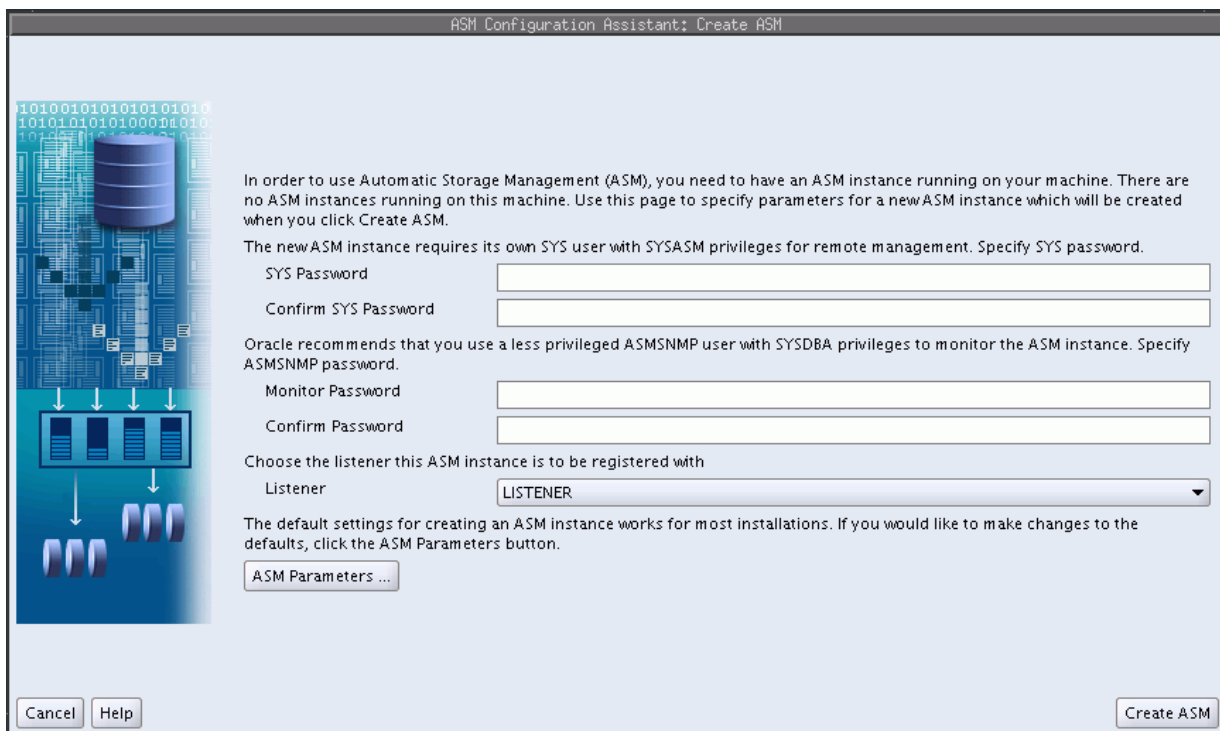 ASM Configuration Assistant: Create ASM
In order to use Automatic Storage Management (ASM), you need to have an ASM instance running on your machine. There are
no ASM instances running on this machine. Use this page to specify parameters for a new ASM instance which will be created
when you click Create ASM.
The new ASM instance requires its own SYS user with SYSASM privileges for remote management. Specify SYS password.
SYS Password
Confirm SYS Password
Oracle recommends that you use a less privileged ASMSNMP user with SYSDBA privileges to monitor the ASM instance. Specify
ASMSNMP password.
Monitor Password
Confirm Password
Choose the listener this ASM instance is to be registered with
Listener
LISTENER
The default settings for creating an ASM instance works for most installations. If you would like to make changes to the
defaults, click the ASM Parameters button.
ASM Parameters ...
Cancel
Help
Create ASM